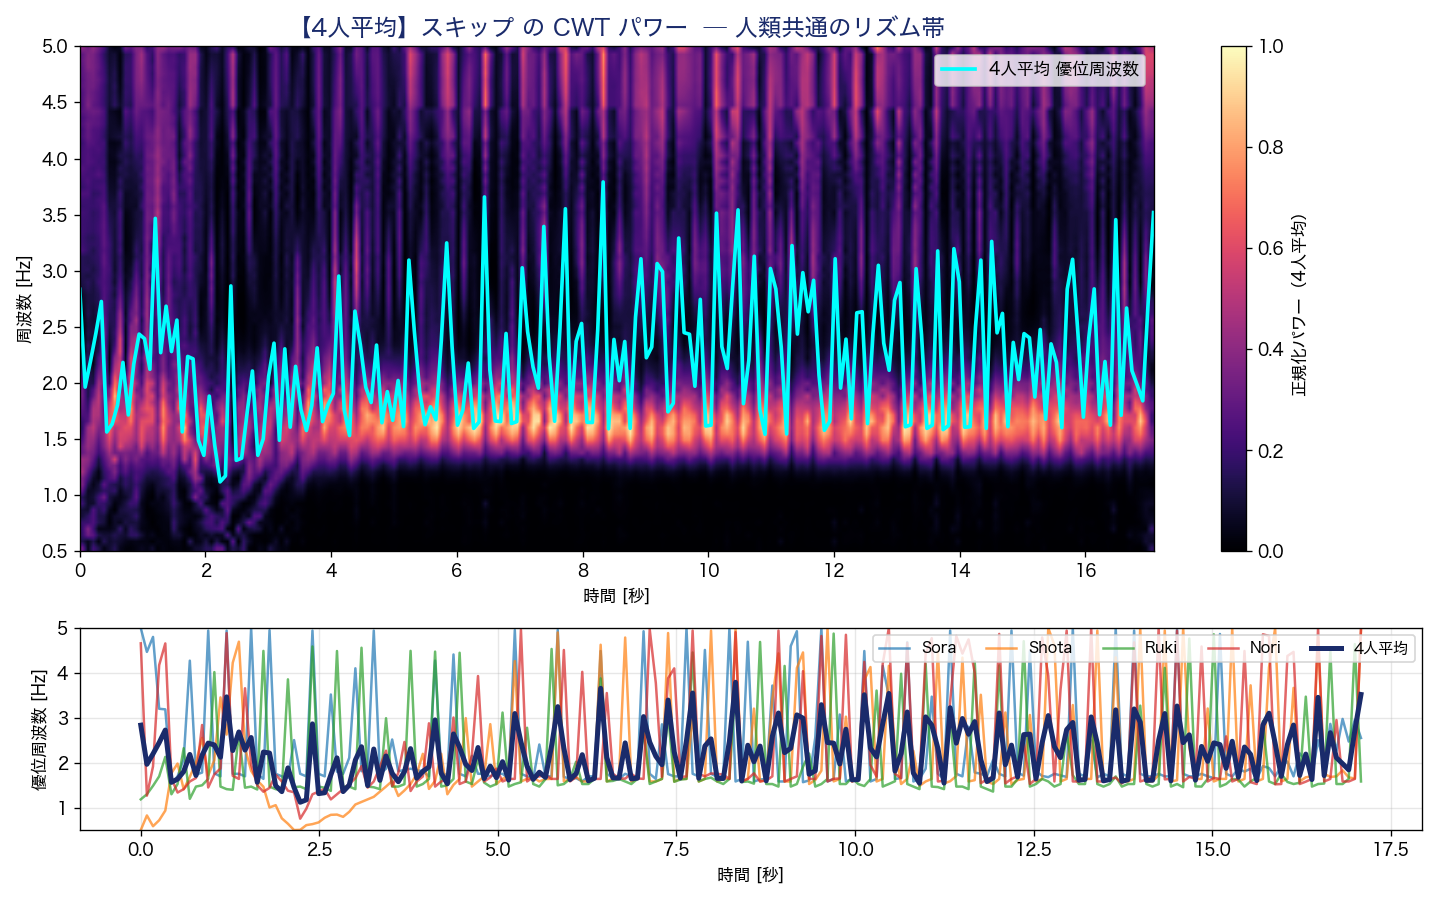 【4人平均】スキップ の CWT パワー ― 人類共通のリズム帯
4人平均 優位周波数
周波数 [Hz]
5.0
4.5
4.0
3.5
3.0
2.5
2.0
1.5
1.0
0.5
0 2 4 6 8 10 12 14 16
時間 [秒]
1.0
0.8
0.6
0.4
0.2
0.0
正規化パワー (4人平均)
優位周波数 [Hz]
5
4
3
2
1
Sora Shota Ruki Nori 4人平均
0.0 2.5 5.0 7.5 10.0 12.5 15.0 17.5
時間 [秒]